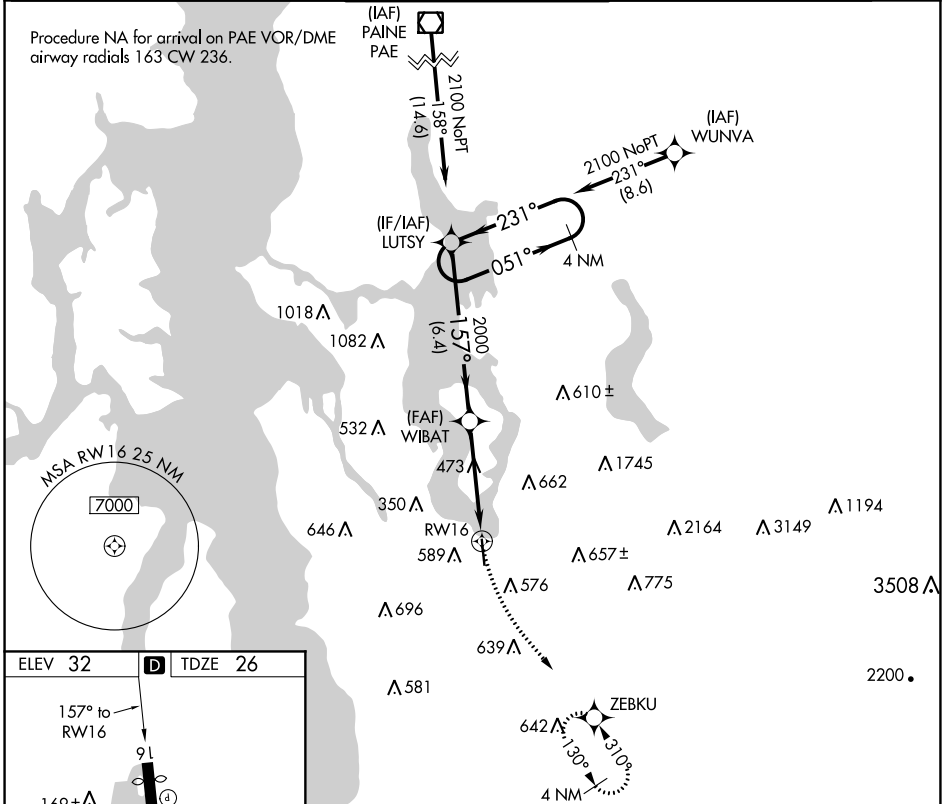 Procedure NA for arrival on PAE VOR/DME
airway radials 163 CW 236.
(IAF)
PAINE
PAE
2100 NoPT
158°
(14.6)
(IAF)
WUNVA
2100 NoPT
231°
(8.6)
(IF/IAF)
LUTSY
231°
051°
4 NM
1018
1082
2000
157°
(6.4)
610 ±
532
(FAF)
WIBAT
473
1745
662
MSA RW16 25 NM
7000
350
646
RW16
589
1194
2164
3149
657 ±
576
775
3508
696
639
581
2200
ZEBKU
642
130°
310°
4 NM
ELEV 32
D
TDZE 26
157° to
RW16
16
P
169 ±